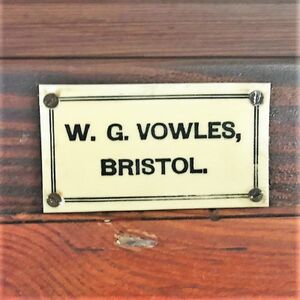 W. G. VOWLES,
BRISTOL.